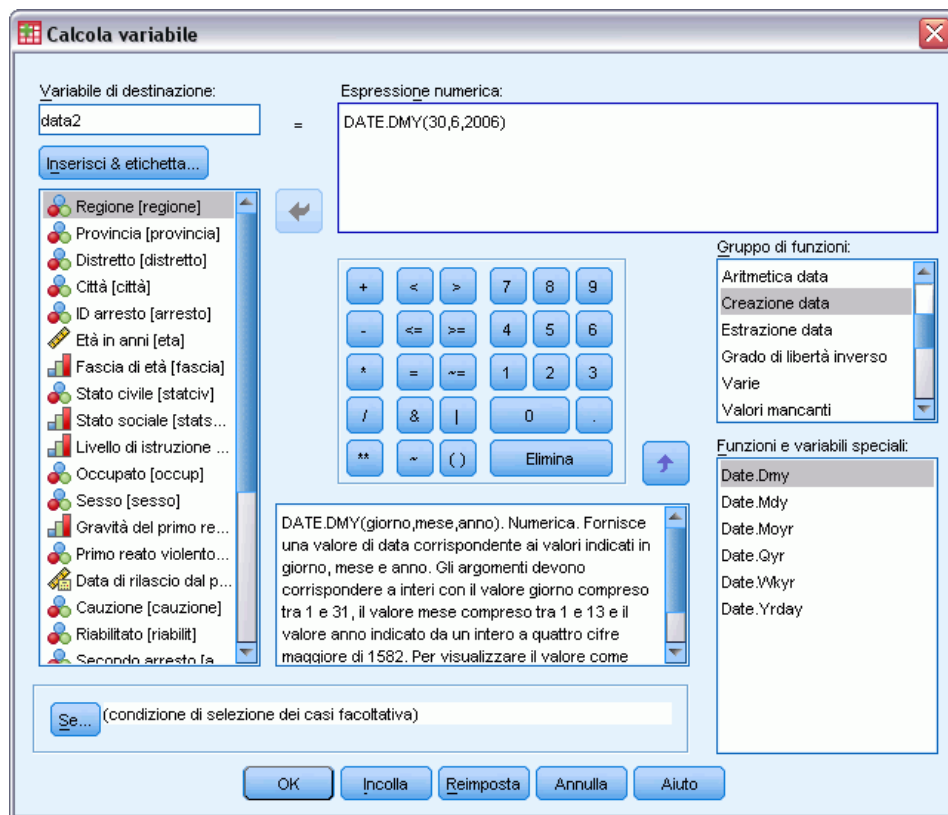 Calcola variabile
Variabile di destinazione:
data2
=
Espressione numerica:
DATE.DMY(30,6,2006)
Inserisci & etichetta...
Regione [regione]
Provincia [provincia]
Distretto [distretto]
Città [città]
ID arresto [arresto]
Età in anni [eta]
Fascia di età [fascia]
Stato civile [statciv]
Stato sociale [stats...
Livello di istruzione ...
Occupato [occup]
Sesso [sesso]
Gravità del primo re...
Primo reato violento...
Data di rilascio dal p...
Cauzione [cauzione]
Riabilitato [riabilit]
Secondo arresto [a
+ < > 7 8 9
- <= >= 4 5 6
* = ~= 1 2 3
/ & | 0 .
** ~ ( ) Elimina
DATE.DMY(giorno,mese,anno). Numerica. Fornisce
una valore di data corrispondente ai valori indicati in
giorno, mese e anno. Gli argomenti devono
corrispondere a interi con il valore giorno compreso
tra 1 e 31, il valore mese compreso tra 1 e 13 e il
valore anno indicato da un intero a quattro cifre
maggiore di 1582. Per visualizzare il valore come
Gruppo di funzioni:
Aritmetica data
Creazione data
Estrazione data
Grado di libertà inverso
Varie
Valori mancanti
Funzioni e variabili speciali:
Date.Dmy
Date.Mdy
Date.Moyr
Date.Qyr
Date.Wkyr
Date.Yrday
Se... (condizione di selezione dei casi facoltativa)
OK Incolla Reimposta Annulla Aiuto